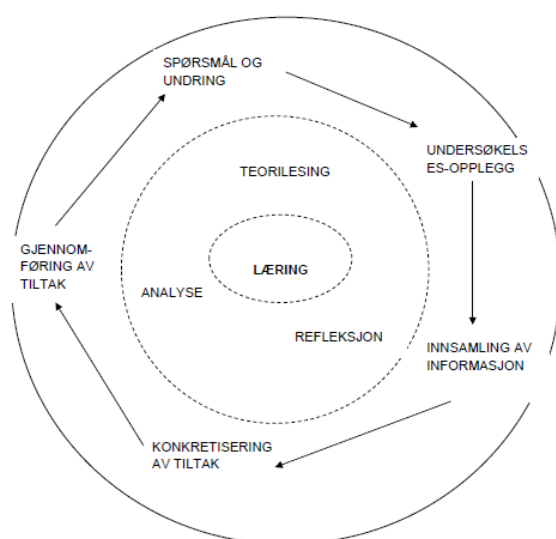 SPØRSMÅL OG
UNDRING
UNDERSØKELS
ES-OPPLEGG
TEORILESING
GJENNOM-
FØRING AV
TILTAK
LÆRING
ANALYSE
REFLEKSJON
INNSAMLING AV
INFORMASJON
KONKRETISERING
AV TILTAK